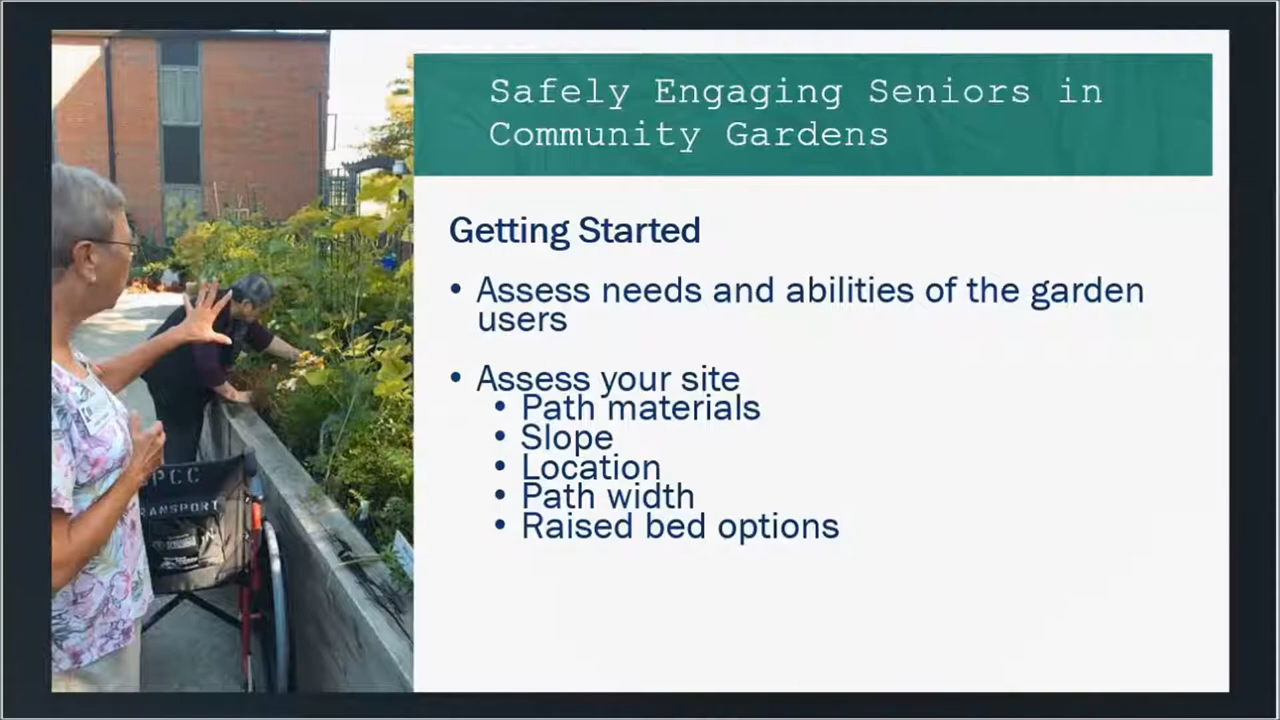 Safely Engaging Seniors in
Community Gardens
Getting Started
• Assess needs and abilities of the garden
users
• Assess your site
• Path materials
• Slope
• Location
• Path width
• Raised bed options
PCC
TRANSPORT